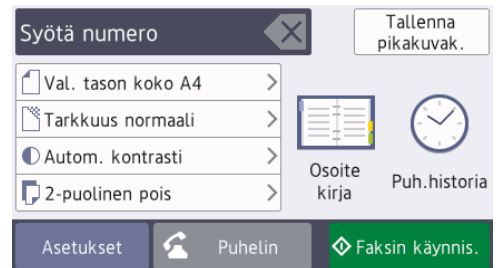 Syötä numero
Tallenna
pikakuvak.
Val. tason koko A4
Tarkkuus normaali
Autom. kontrasti
2-puolinen pois
Osoite
kirja
Puh.historia
Asetukset
Puhelin
Faksin käynnis.